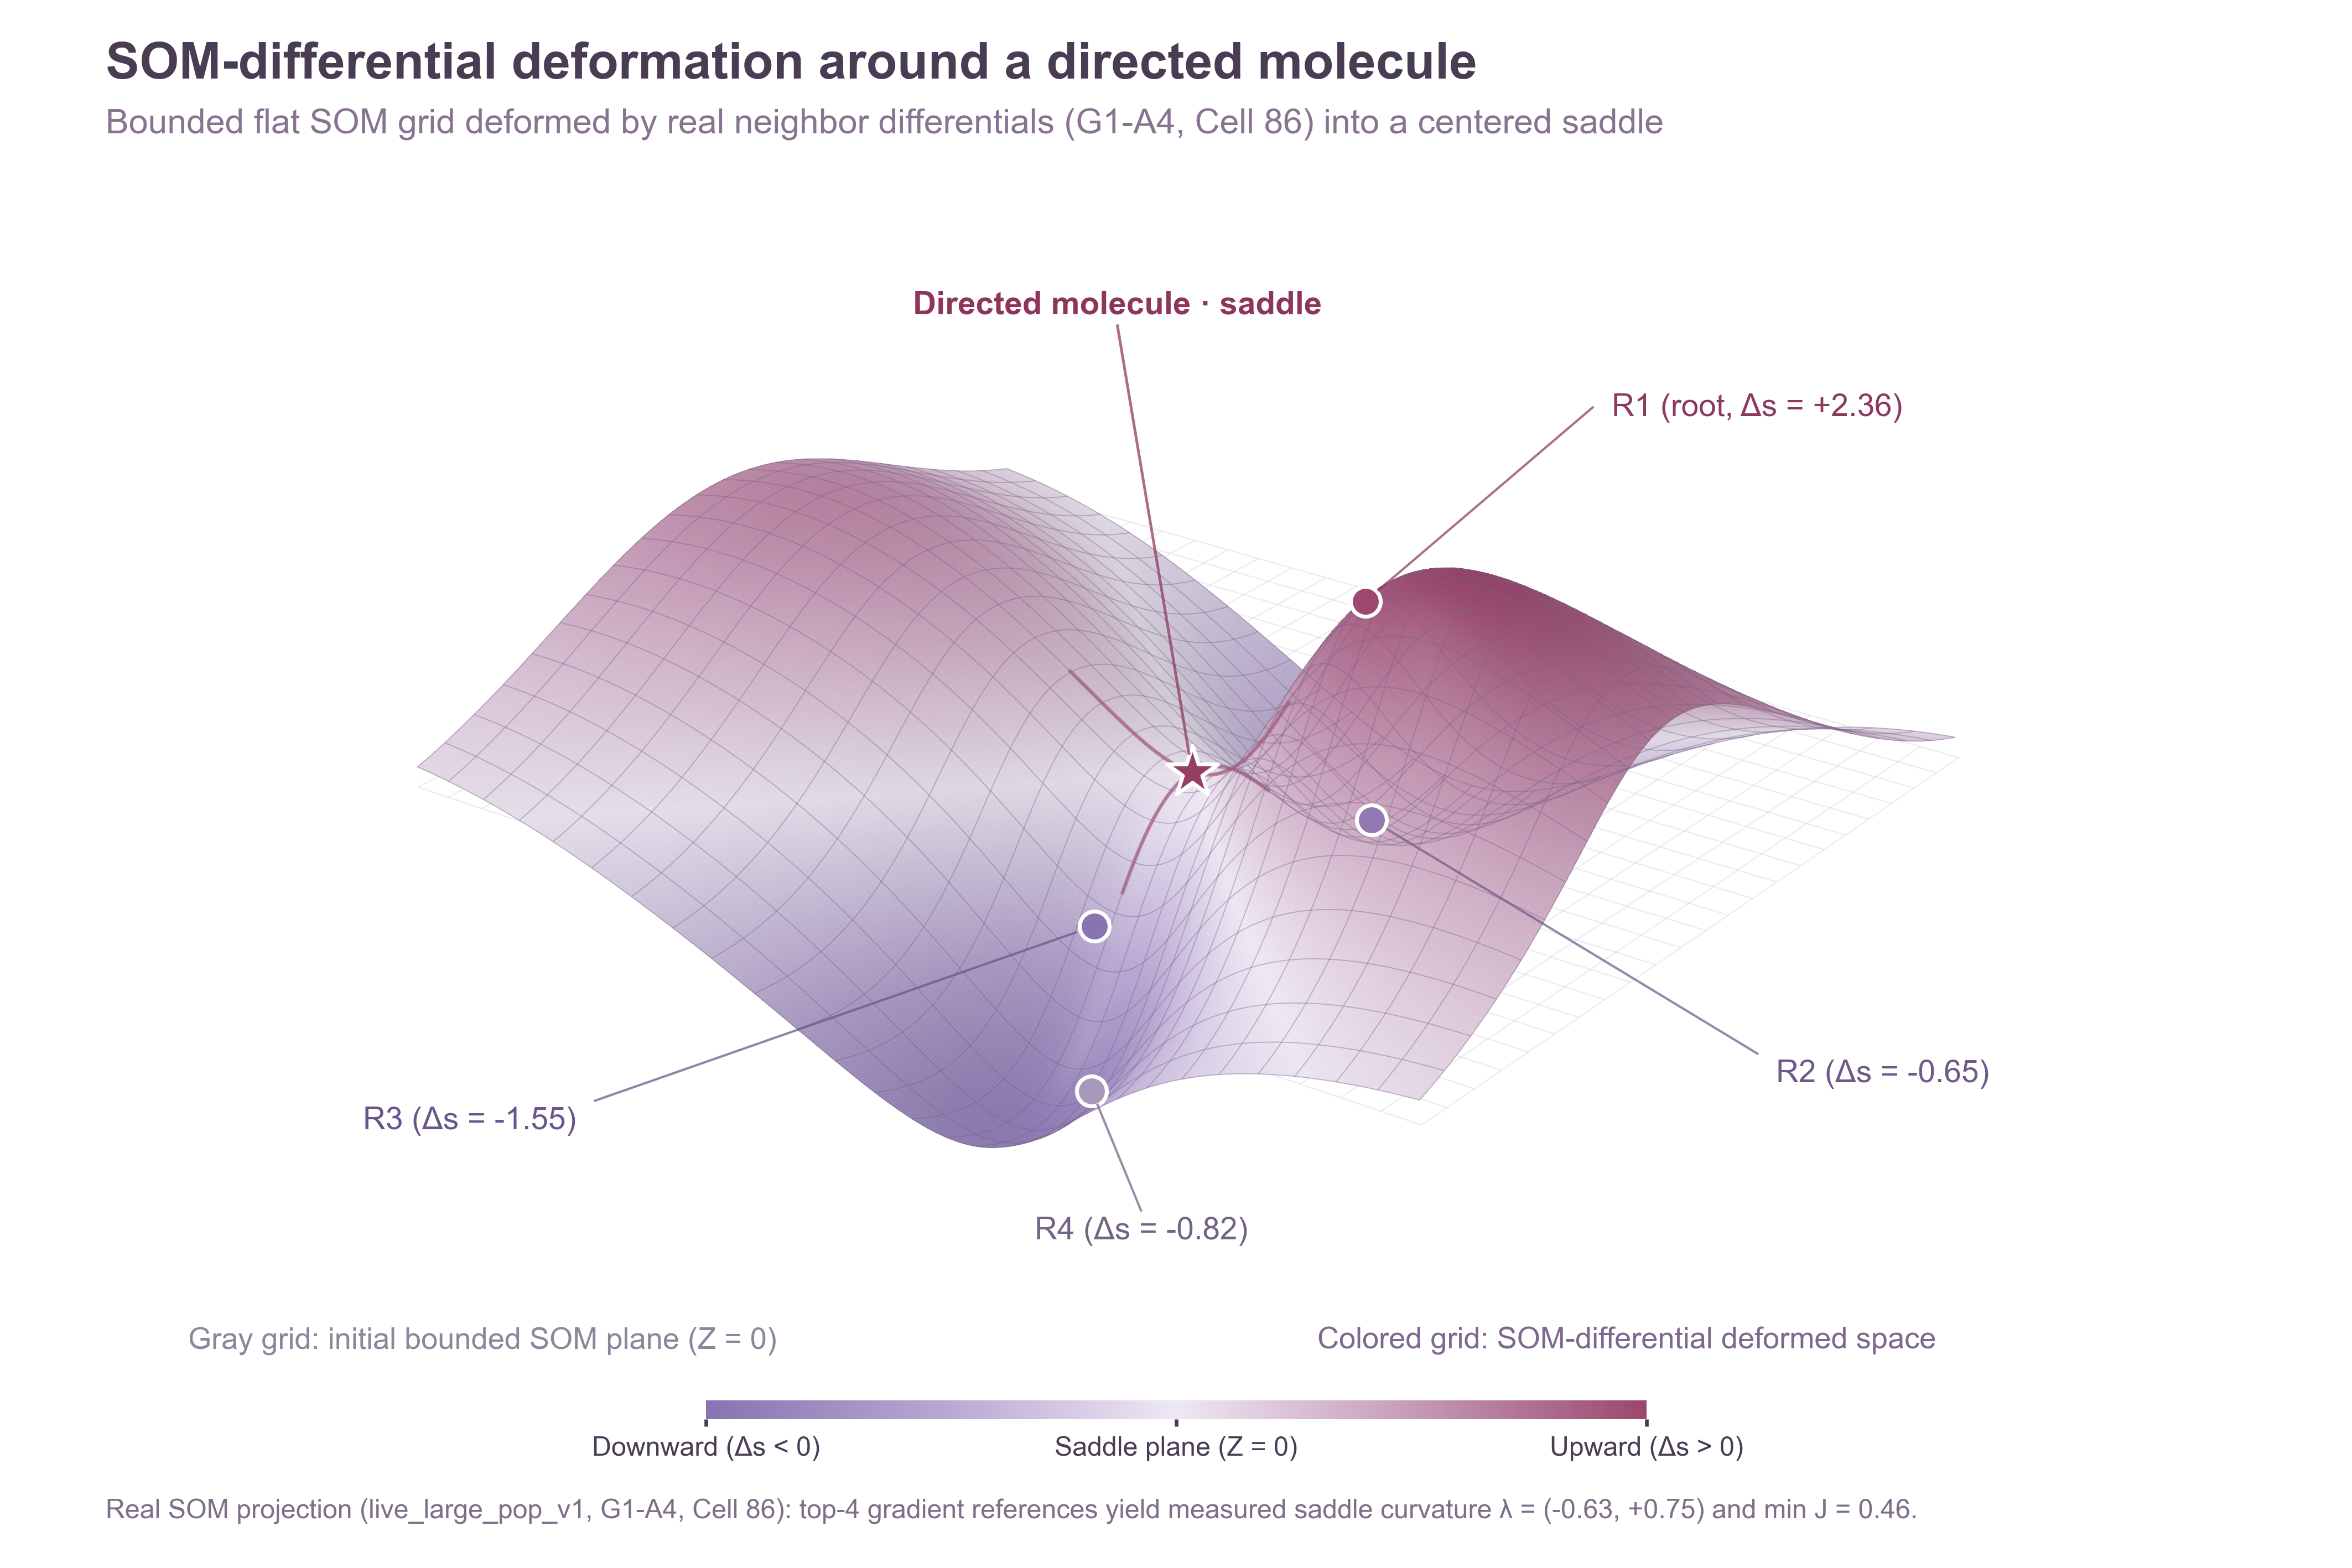 SOM-differential deformation around a directed molecule
Bounded flat SOM grid deformed by real neighbor differentials (G1-A4, Cell 86) into a centered saddle
Directed molecule · saddle
R1 (root, Δs = +2.36)
R2 (Δs = -0.65)
R3 (Δs = -1.55)
R4 (Δs = -0.82)
Gray grid: initial bounded SOM plane (Z = 0)
Colored grid: SOM-differential deformed space
Downward (Δs < 0)
Saddle plane (Z = 0)
Upward (Δs > 0)
Real SOM projection (live_large_pop_v1, G1-A4, Cell 86): top-4 gradient references yield measured saddle curvature λ = (-0.63, +0.75) and min J = 0.46.